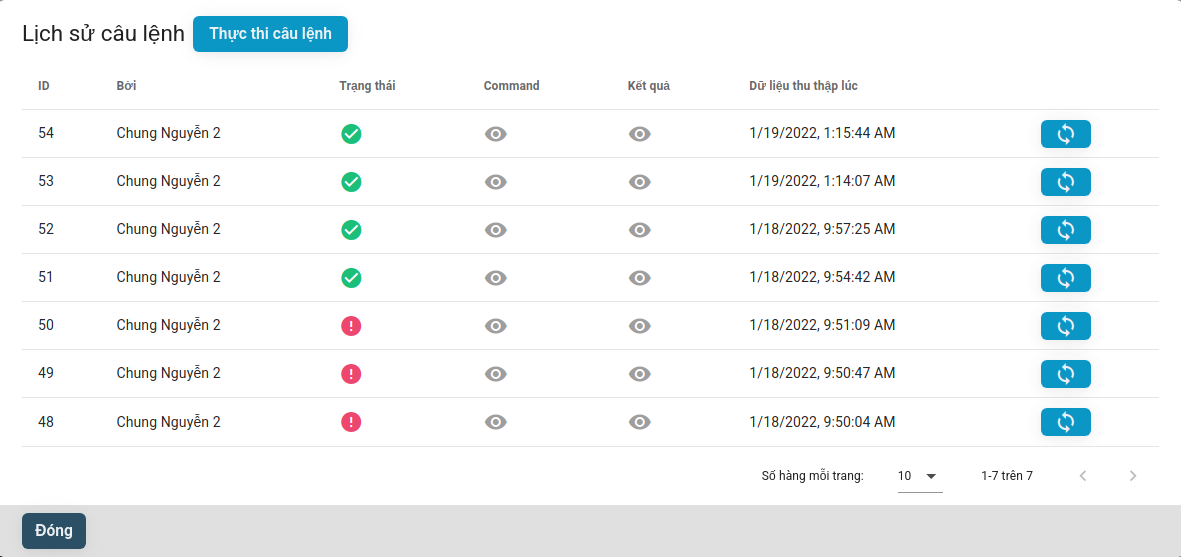 Lịch sử câu lệnh Thực thi câu lệnh
ID Bởi Trạng thái Command Kết quả Dữ liệu thu thập lúc
54 Chung Nguyễn 2 1/19/2022, 1:15:44 AM
53 Chung Nguyễn 2 1/19/2022, 1:14:07 AM
52 Chung Nguyễn 2 1/18/2022, 9:57:25 AM
51 Chung Nguyễn 2 1/18/2022, 9:54:42 AM
50 Chung Nguyễn 2 1/18/2022, 9:51:09 AM
49 Chung Nguyễn 2 1/18/2022, 9:50:47 AM
48 Chung Nguyễn 2 1/18/2022, 9:50:04 AM
Số hàng mỗi trang: 10 1-7 trên 7
Đóng